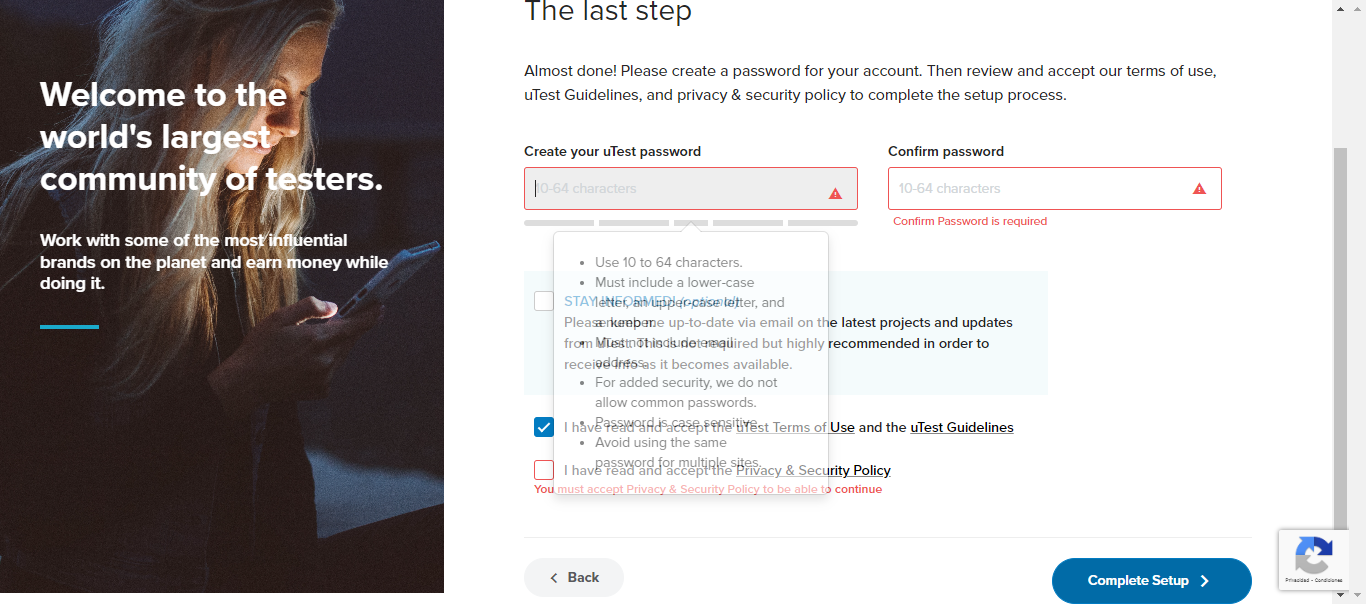 The last step
Welcome to the
world's largest
community of testers.
Work with some of the most influential
brands on the planet and earn money while
doing it.
Almost done! Please create a password for your account. Then review and accept our terms of use,
uTest Guidelines, and privacy & security policy to complete the setup process.
Create your uTest password
Confirm password
10-64 characters
10-64 characters
Confirm Password is required
Use 10 to 64 characters.
Must include a lower-case
letter, an upper-case letter, and
a number.
Must not include email
address.
For added security, we do not
allow common passwords.
Password is case sensitive.
Avoid using the same
password for multiple sites.
STAY INFORMED! (optional)
Please keep me up-to-date via email on the latest projects and updates
from uTest. This is not required but highly recommended in order to
receive info as it becomes available.
I have read and accept the uTest Terms of Use and the uTest Guidelines
I have read and accept the Privacy & Security Policy
You must accept Privacy & Security Policy to be able to continue
Back
Complete Setup
Privacidad - Condiciones